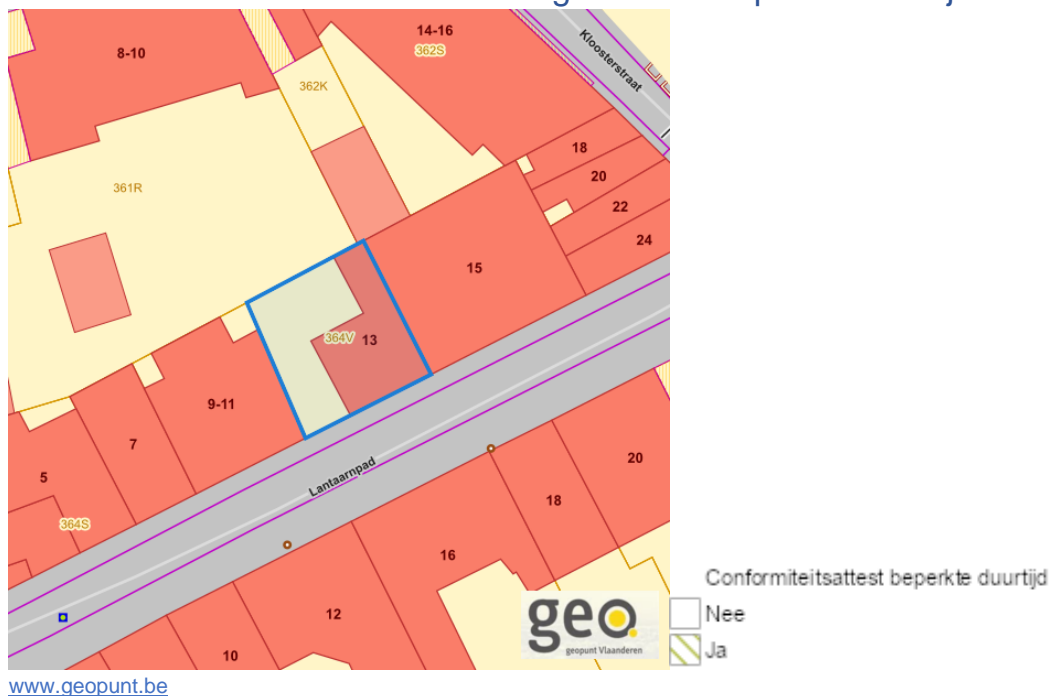 8-10
14-16
362S
Kloosterstraat
362K
18
20
361R
22
24
15
364V
13
9-11
7
5
Lantaarnpad
20
364S
18
16
12
10
geo.
geopunt Vlaanderen
Conformiteitsattest beperkte duurtijd
Nee
Ja
www.geopunt.be